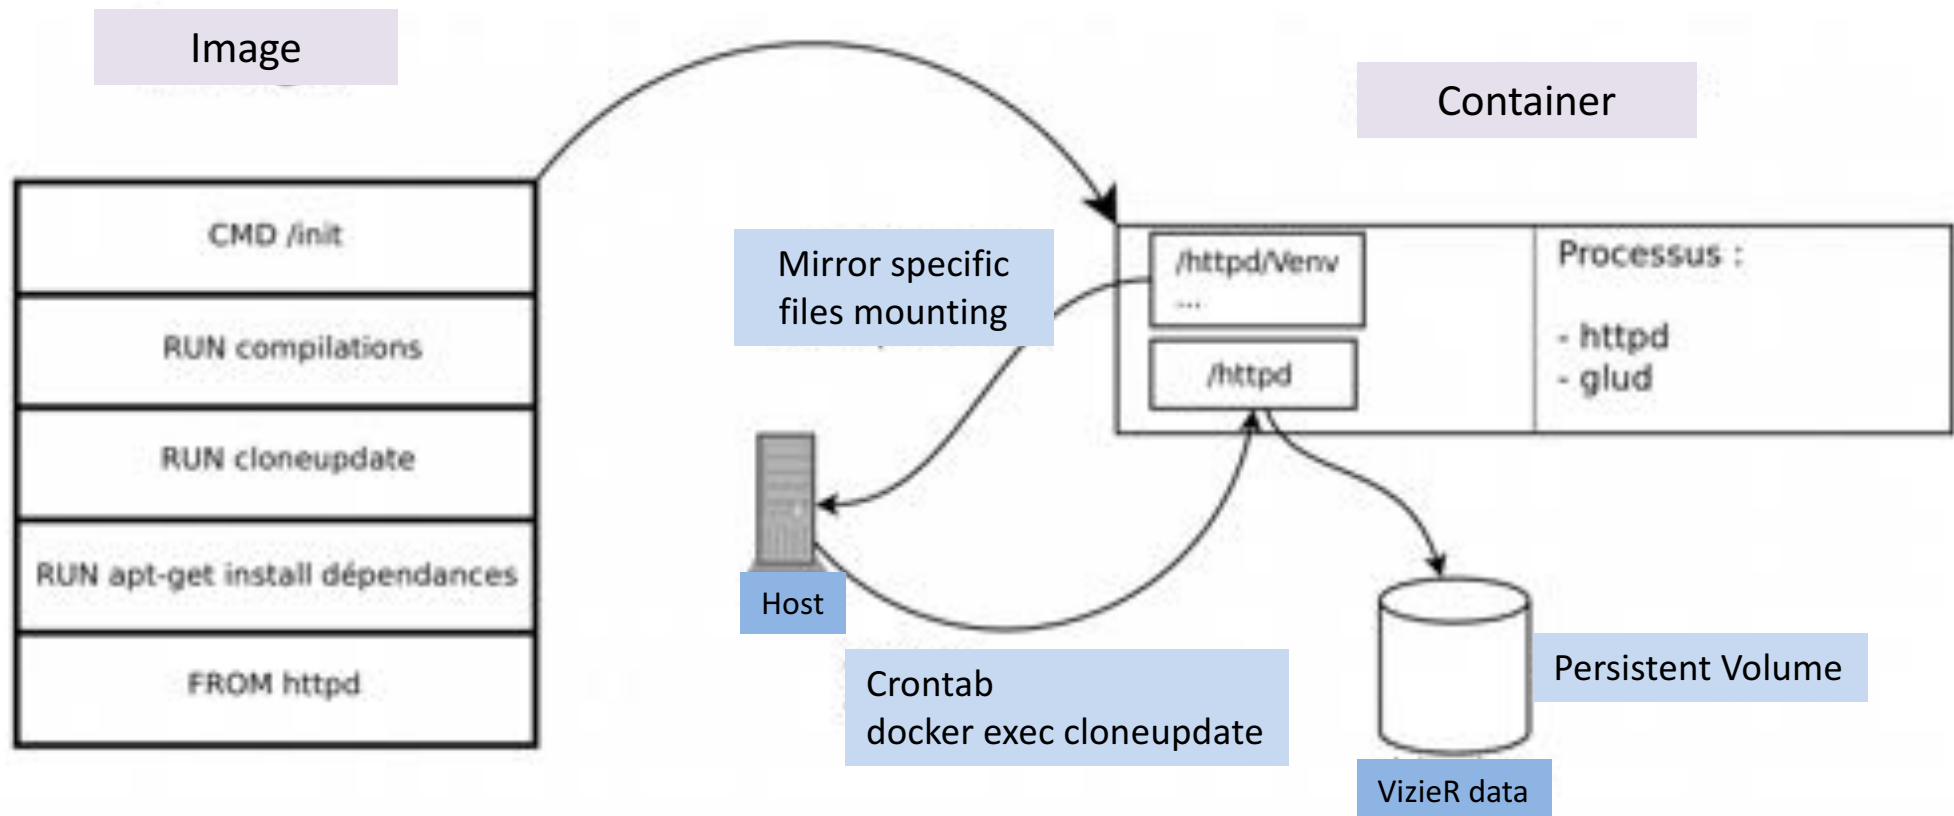 Image
Container
CMD /init
RUN compilations
RUN cloneupdate
RUN apt-get install dépendances
FROM httpd
Mirror specific
files mounting
/httpd/Venv
...
/httpd
Processus :
- httpd
- glud
Host
Crontab
docker exec cloneupdate
Persistent Volume
VizieR data